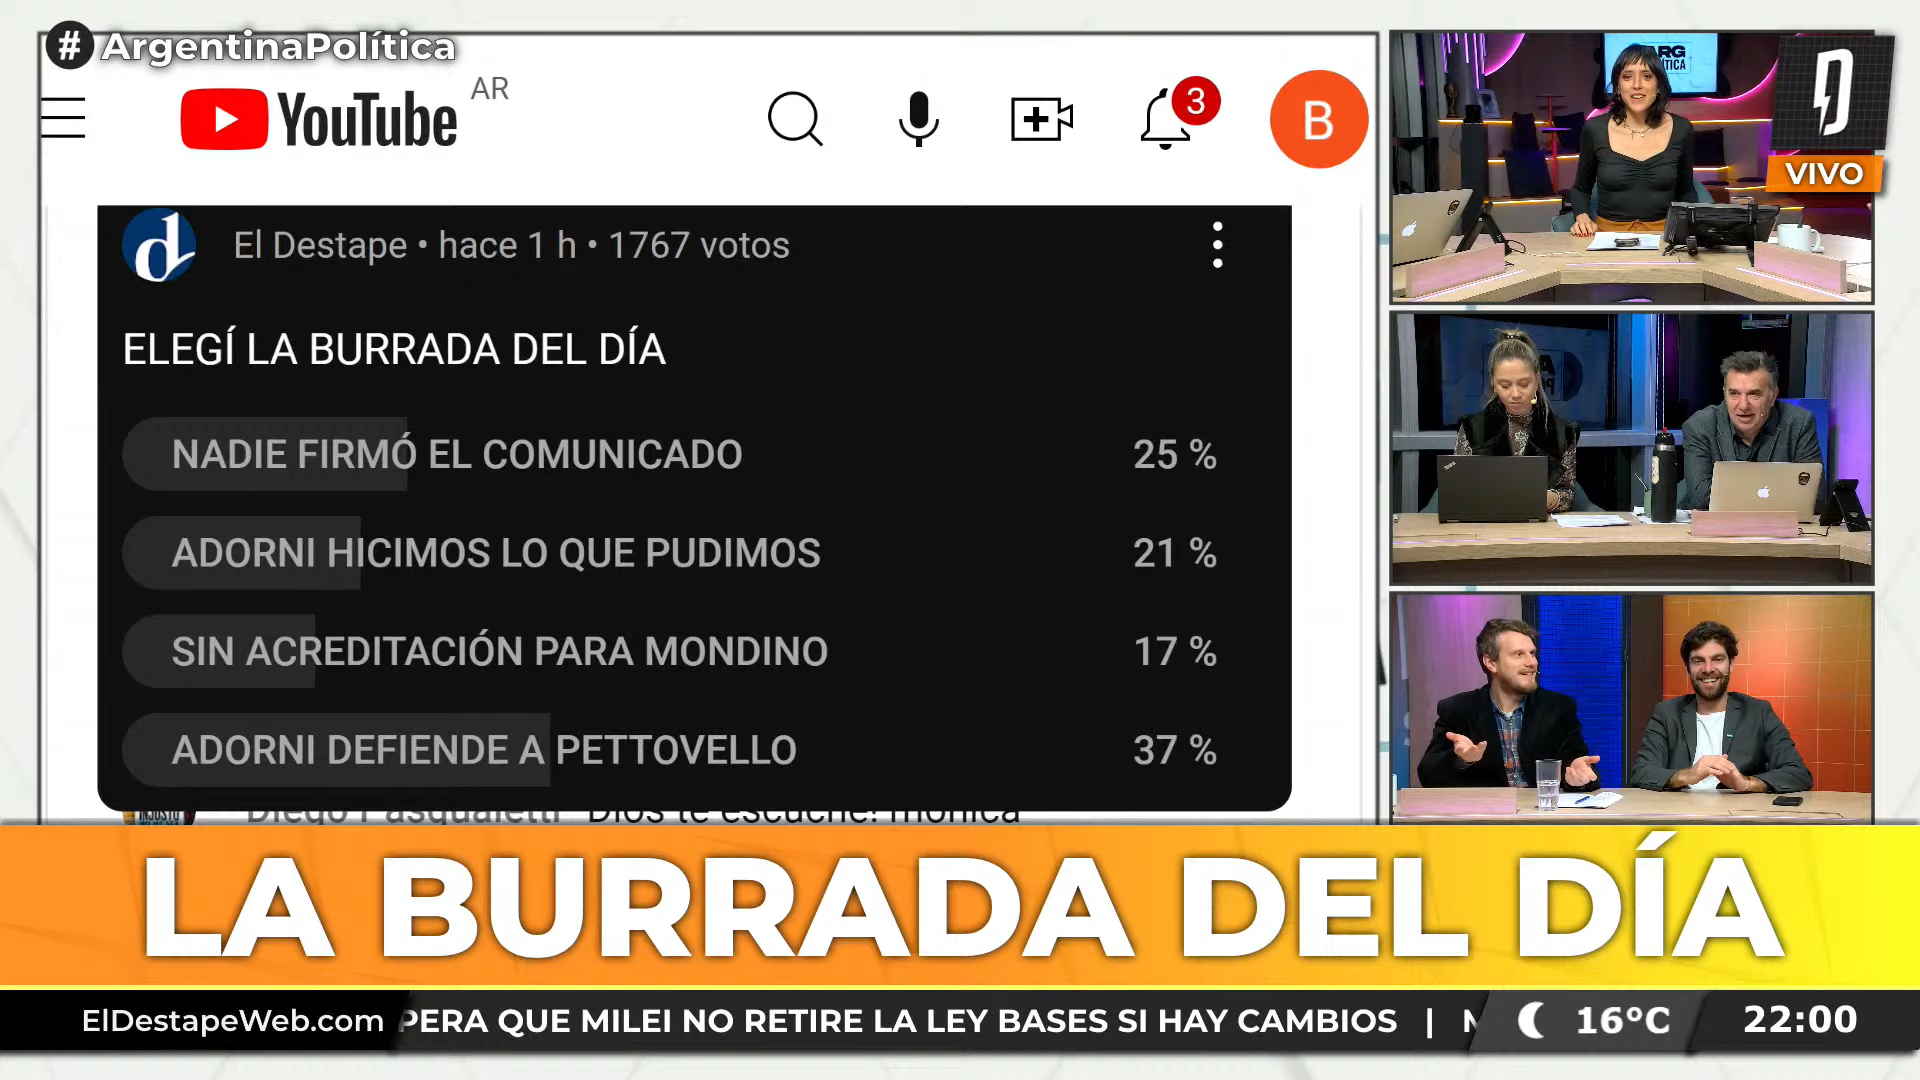 # ArgentinaPolítica
YouTube AR
3
B
El Destape • hace 1 h • 1767 votos
ELEGÍ LA BURRADA DEL DÍA
NADIE FIRMÓ EL COMUNICADO 25 %
ADORNI HICIMOS LO QUE PUDIMOS 21 %
SIN ACREDITACIÓN PARA MONDINO 17 %
ADORNI DEFIENDE A PETTOVELLO 37 %
VIVO
LA BURRADA DEL DÍA
ElDestapeWeb.com
PERA QUE MILEI NO RETIRE LA LEY BASES SI HAY CAMBIOS |
16°C
22:00